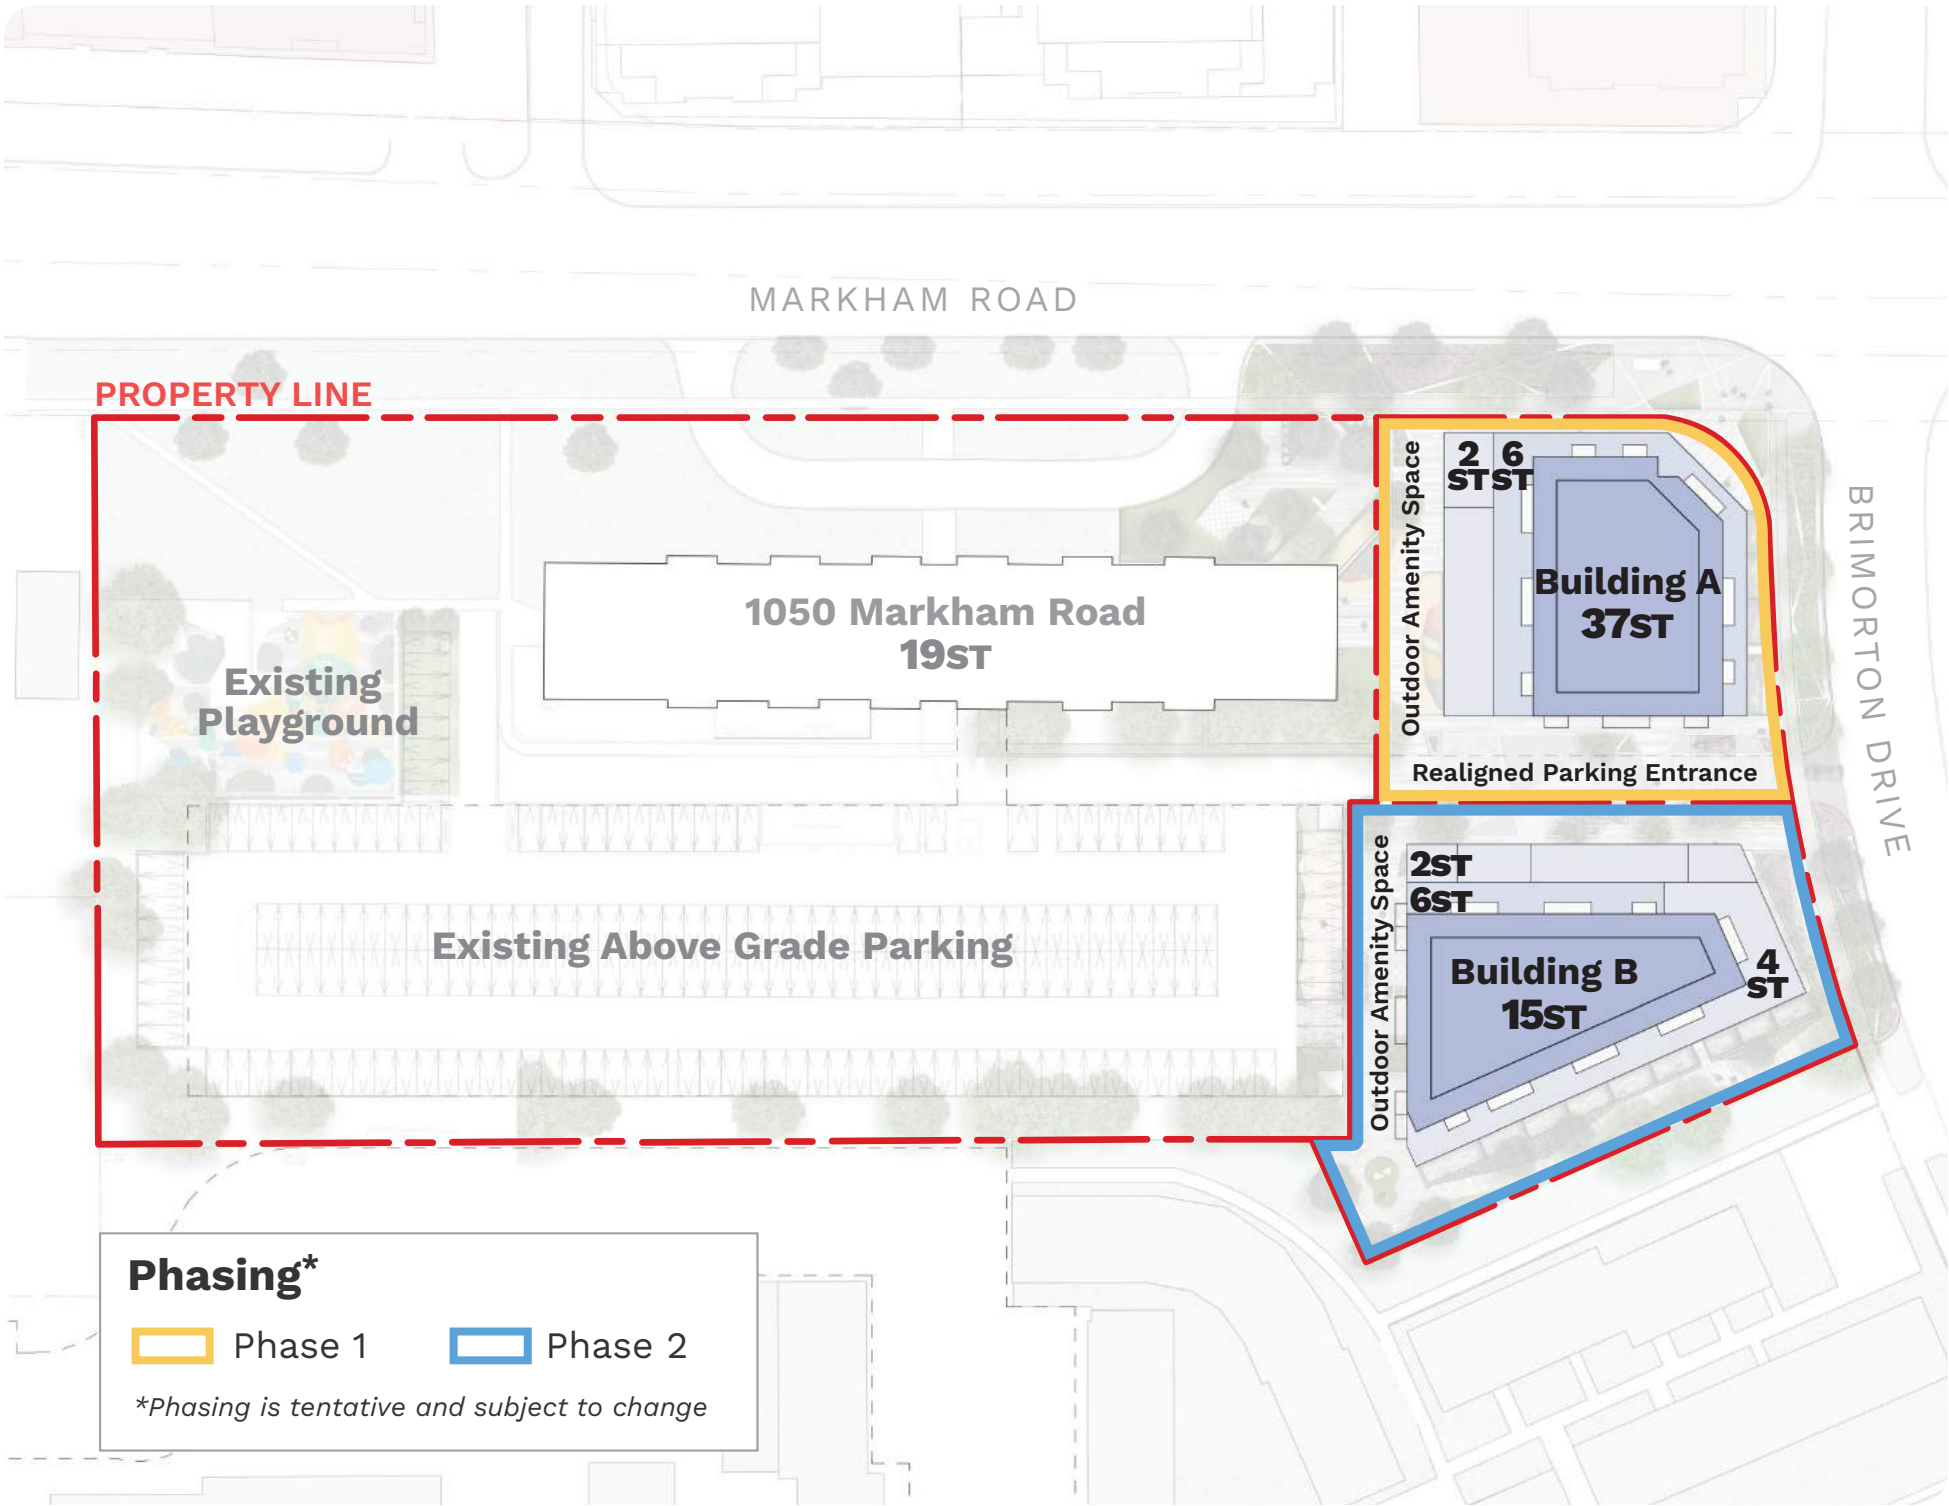 MARKHAM ROAD
PROPERTY LINE
BRIMORTON DRIVE
Outdoor Amenity Space
2
ST
6
ST
Building A
37ST
Realigned Parking Entrance
1050 Markham Road
19ST
Existing
Playground
Existing Above Grade Parking
Outdoor Amenity Space
2ST
6ST
Building B
15ST
4
ST
Phasing*
Phase 1
Phase 2
*Phasing is tentative and subject to change